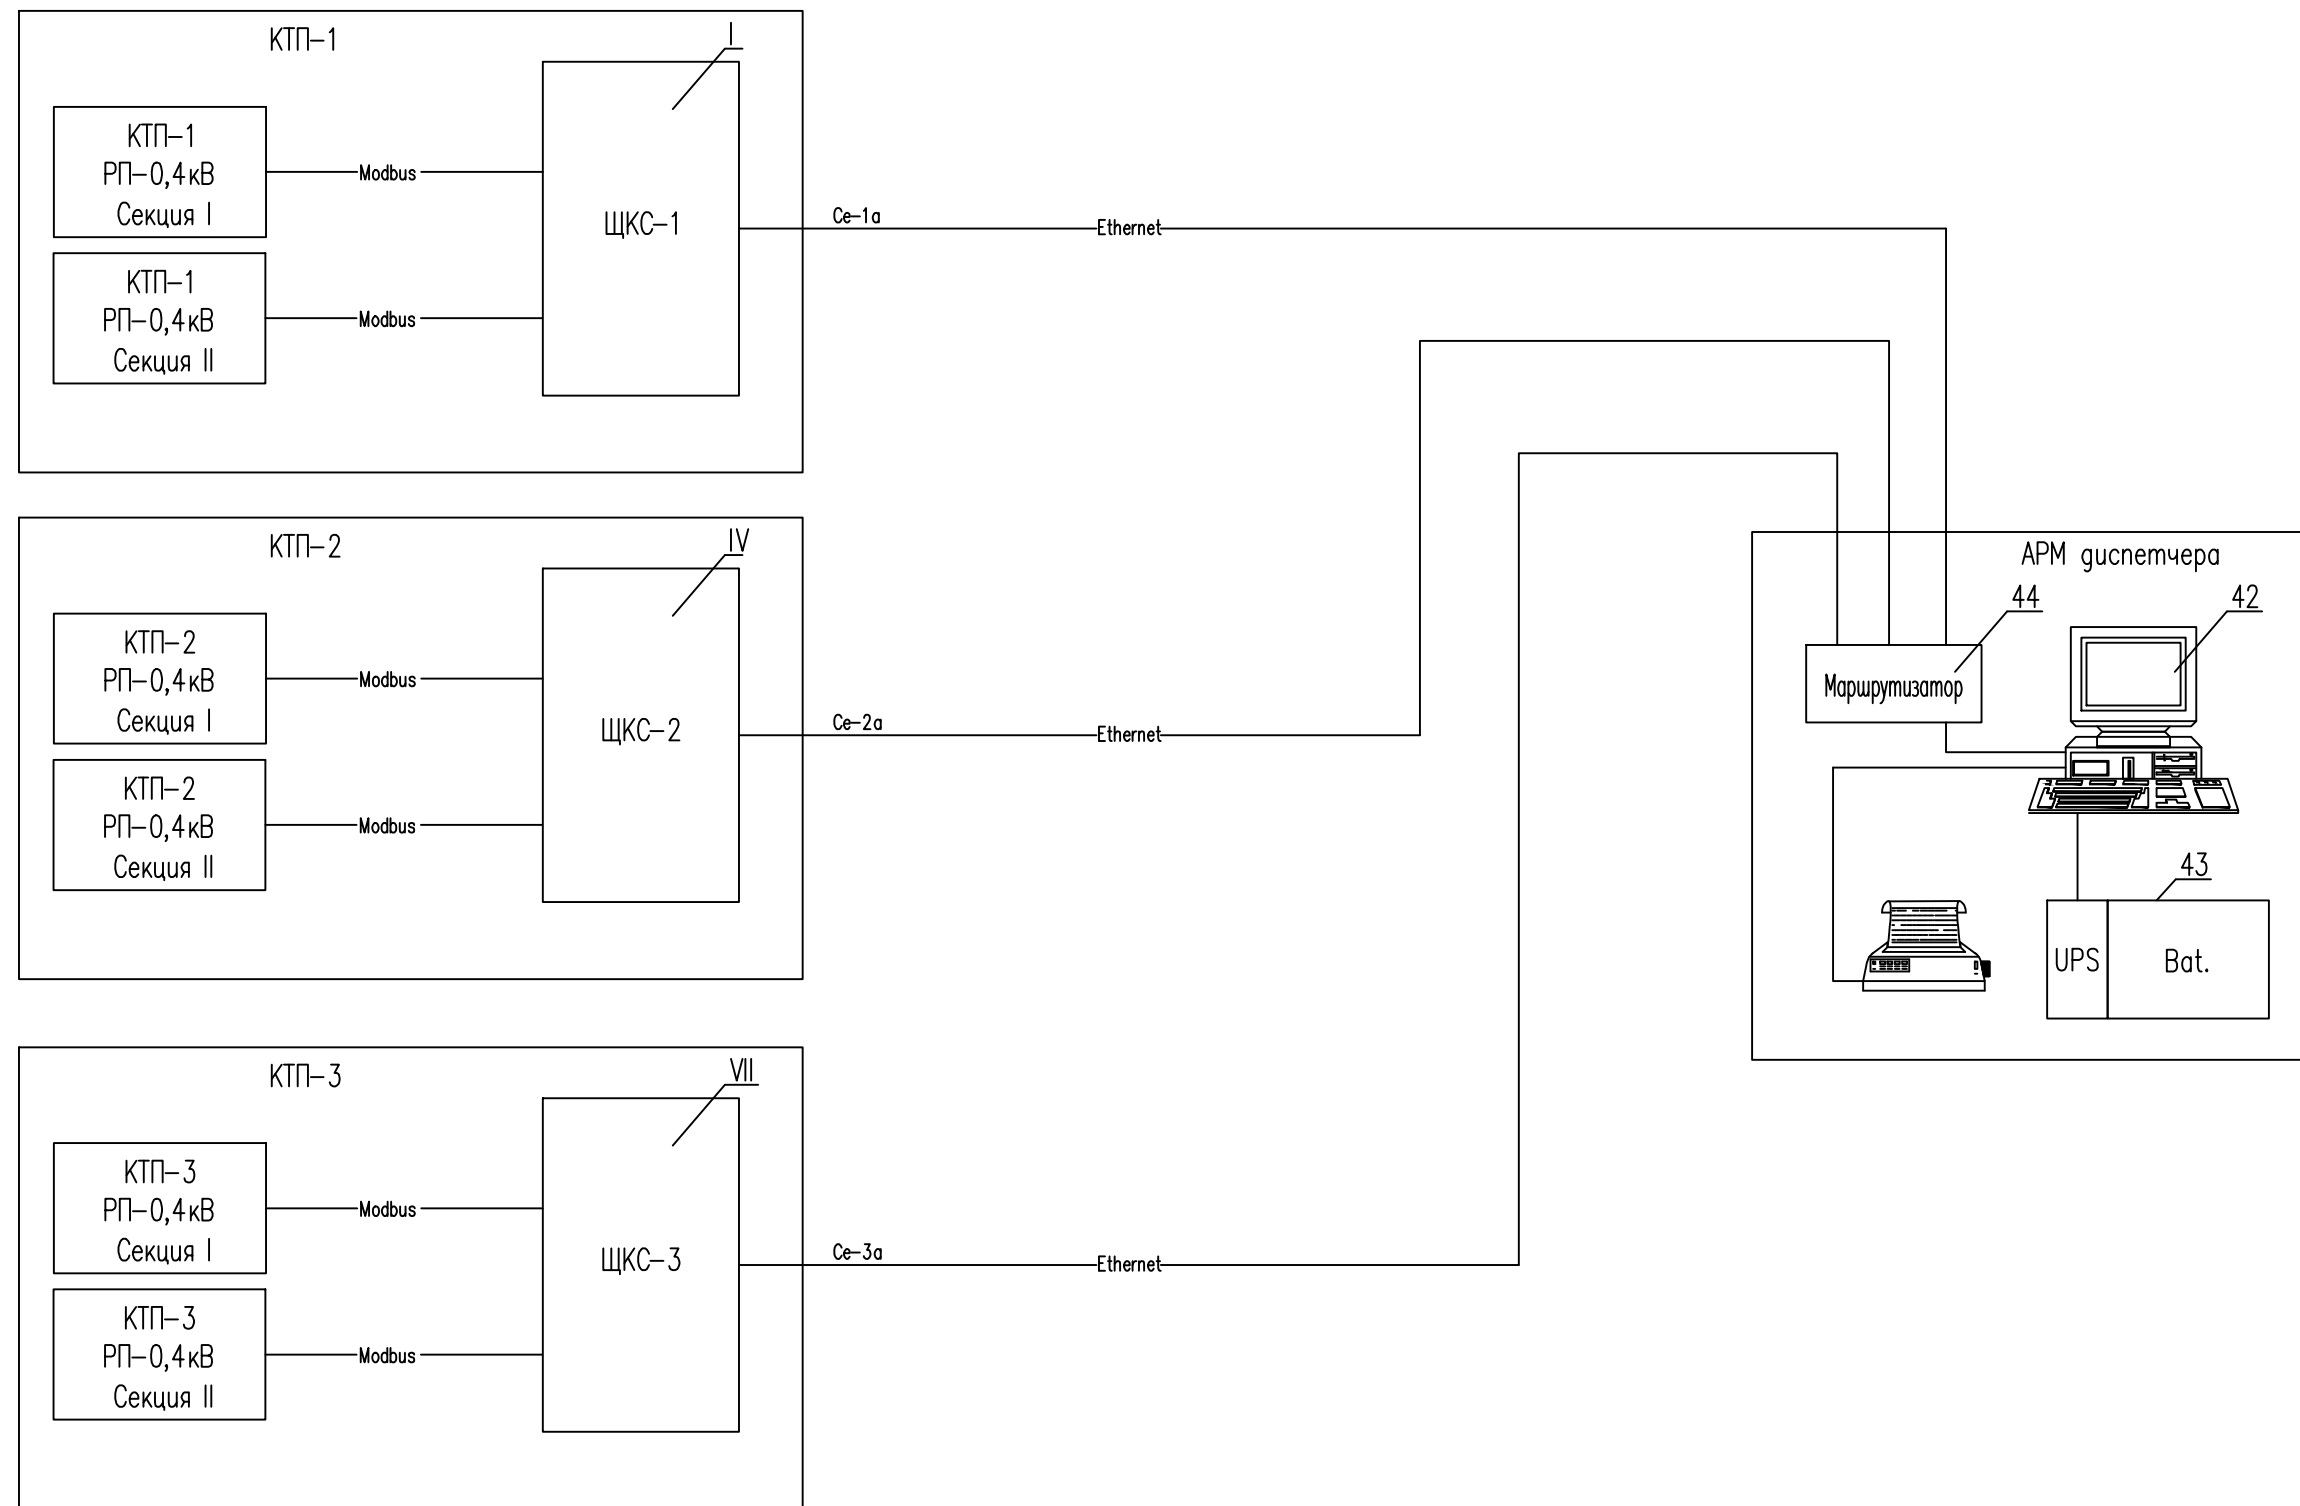 КТП-1
I
КТП-1
РП-0,4кВ
Секция I
Modbus
КТП-1
РП-0,4кВ
Секция II
Modbus
ЩКС-1
Се-1а
Ethernet
КТП-2
IV
КТП-2
РП-0,4кВ
Секция I
Modbus
КТП-2
РП-0,4кВ
Секция II
Modbus
ЩКС-2
Се-2а
Ethernet
КТП-3
VII
КТП-3
РП-0,4кВ
Секция I
Modbus
КТП-3
РП-0,4кВ
Секция II
Modbus
ЩКС-3
Се-3а
Ethernet
АРМ диспетчера
44
42
Маршрутизатор
43
UPS
Bat.